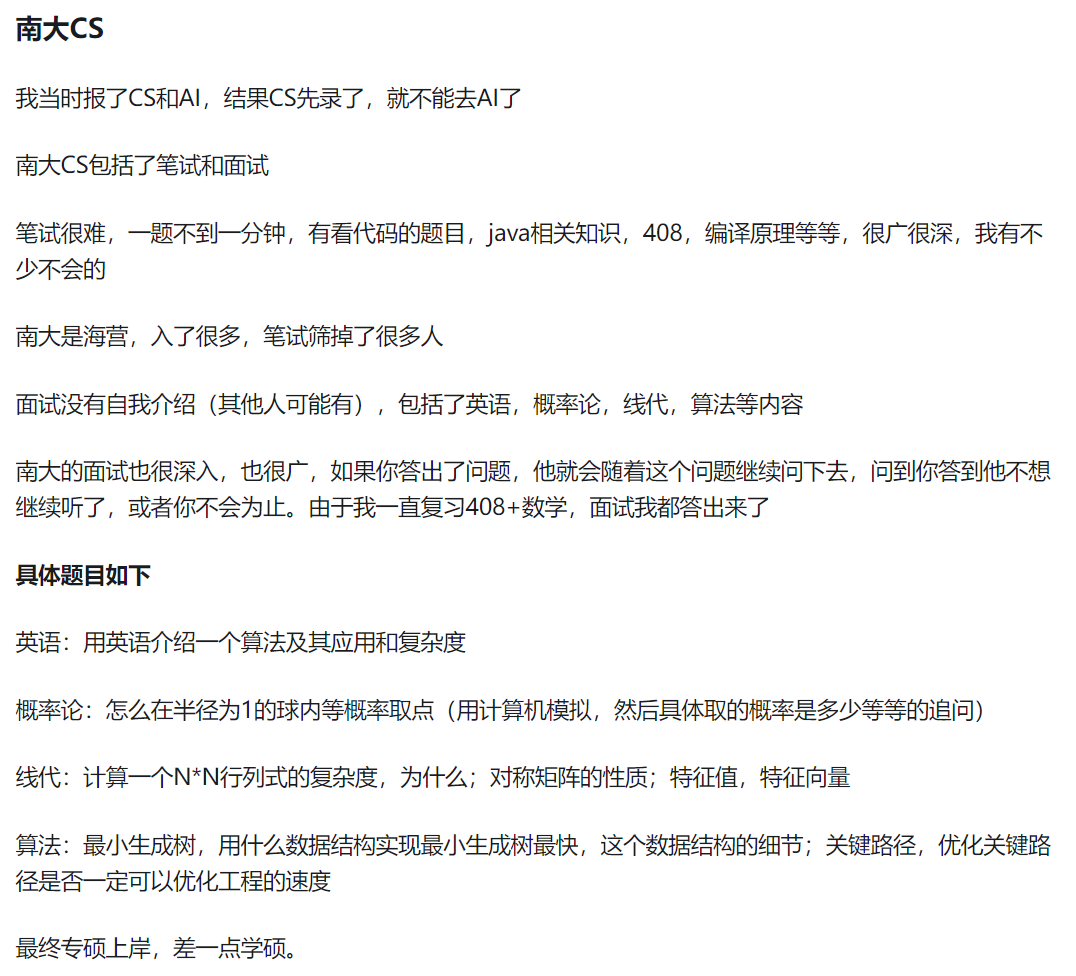 南大CS
我当时报了CS和AI，结果CS先录了，就不能去AI了
南大CS包括了笔试和面试
笔试很难，一题不到一分钟，有看代码的题目，java相关知识，408，编译原理等等，很广很深，我有不
少不会的
南大是海营，入了很多，笔试筛掉了很多人
面试没有自我介绍（其他人可能有），包括了英语，概率论，线代，算法等内容
南大的面试也很深入，也很广，如果你答出了问题，他就会随着这个问题继续问下去，问到你答到他不想
继续听了，或者你不会为止。由于我一直复习408+数学，面试我都答出来了
具体题目如下
英语：用英语介绍一个算法及其应用和复杂度
概率论：怎么在半径为1的球内等概率取点（用计算机模拟，然后具体取的概率是多少等等的追问）
线代：计算一个N*N行列式的复杂度，为什么；对称矩阵的性质；特征值，特征向量
算法：最小生成树，用什么数据结构实现最小生成树最快，这个数据结构的细节；关键路径，优化关键路
径是否一定可以优化工程的速度
最终专硕上岸，差一点学硕。